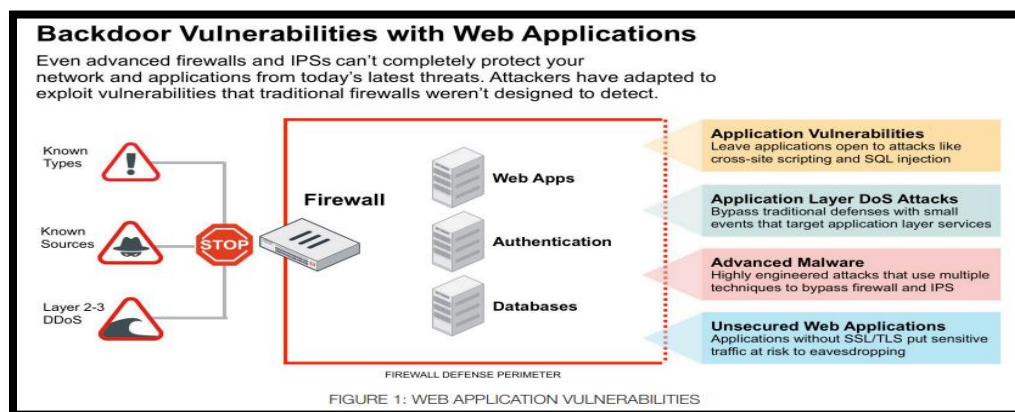 Backdoor Vulnerabilities with Web Applications
Even advanced firewalls and IPSs can't completely protect your
network and applications from today's latest threats. Attackers have adapted to
exploit vulnerabilities that traditional firewalls weren't designed to detect.
Known
Types
Known
Sources
Layer 2-3
DDoS
STOP
Firewall
Web Apps
Authentication
Databases
Application Vulnerabilities
Leave applications open to attacks like
cross-site scripting and SQL injection
Application Layer DoS Attacks
Bypass traditional defenses with small
events that target application layer services
Advanced Malware
Highly engineered attacks that use multiple
techniques to bypass firewall and IPS
Unsecured Web Applications
Applications without SSL/TLS put sensitive
traffic at risk to eavesdropping
FIREWALL DEFENSE PERIMETER
FIGURE 1: WEB APPLICATION VULNERABILITIES